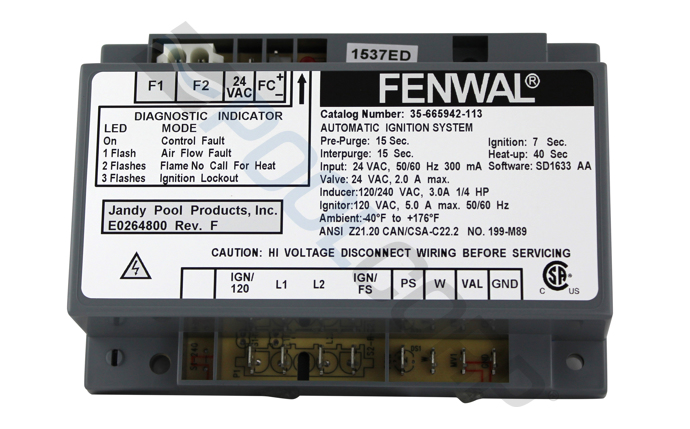 1537ED
F1 F2 24 VAC FC + −
FENWAL®
DIAGNOSTIC INDICATOR
LED MODE
On Control Fault
1 Flash Air Flow Fault
2 Flashes Flame No Call For Heat
3 Flashes Ignition Lockout
Jandy Pool Products, Inc.
E0264800 Rev. F
Catalog Number: 35-665942-113
AUTOMATIC IGNITION SYSTEM
Pre-Purge: 15 Sec. Ignition: 7 Sec.
Interpurge: 15 Sec. Heat-up: 40 Sec
Input: 24 VAC, 50/60 Hz 300 mA Software: SD1633 AA
Valve: 24 VAC, 2.0 A max.
Inducer:120/240 VAC, 3.0A 1/4 HP
Ignitor:120 VAC, 5.0 A max. 50/60 Hz
Ambient:-40°F to +176°F
ANSI Z21.20 CAN/CSA-C22.2 NO. 199-M89
CAUTION: HI VOLTAGE DISCONNECT WIRING BEFORE SERVICING
IGN/ 120 L1 L2 IGN/ FS PS W VAL GND
C US